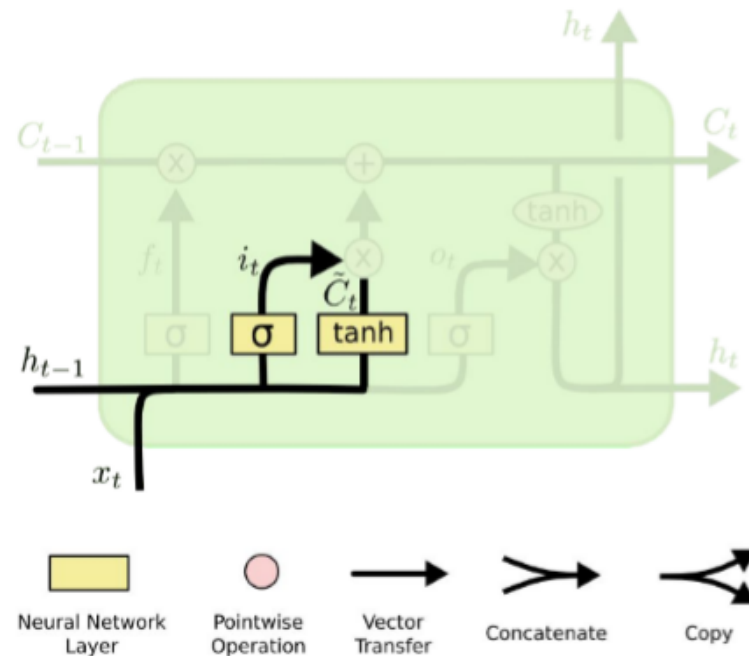 h_t
C_{t-1}
C_t
×
+
tanh
f_t
i_t
×
o_t
×
C̃_t
σ
σ
tanh
σ
h_{t-1}
h_t
x_t
Neural Network
Layer
Pointwise
Operation
Vector
Transfer
Concatenate
Copy